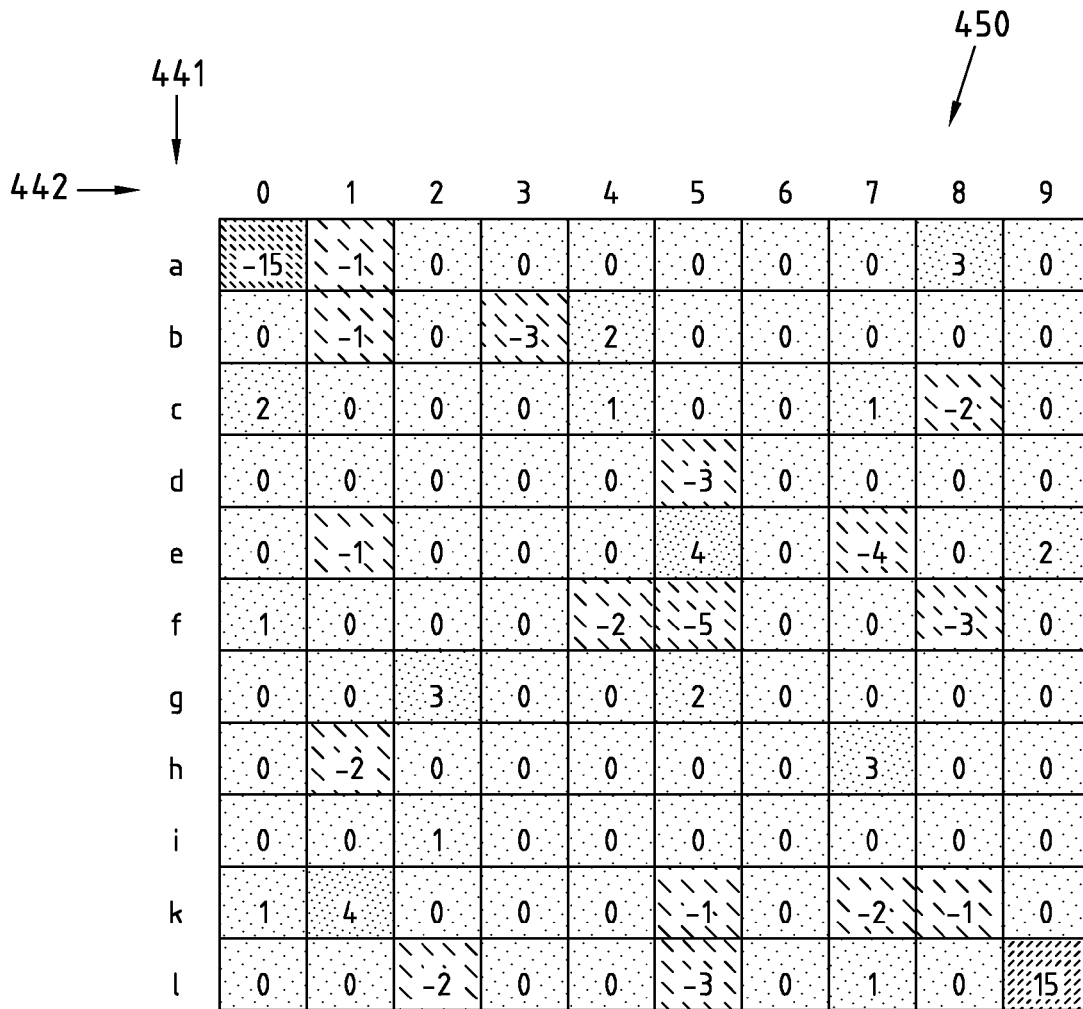 450
441
442
0 1 2 3 4 5 6 7 8 9
a -15 -1 0 0 0 0 0 0 3 0
b 0 -1 0 -3 2 0 0 0 0 0
c 2 0 0 0 1 0 0 1 -2 0
d 0 0 0 0 0 -3 0 0 0 0
e 0 -1 0 0 0 4 0 -4 0 2
f 1 0 0 0 -2 -5 0 0 -3 0
g 0 0 3 0 0 2 0 0 0 0
h 0 -2 0 0 0 0 0 3 0 0
i 0 0 1 0 0 0 0 0 0 0
k 1 4 0 0 0 -1 0 -2 -1 0
l 0 0 -2 0 0 -3 0 1 0 15